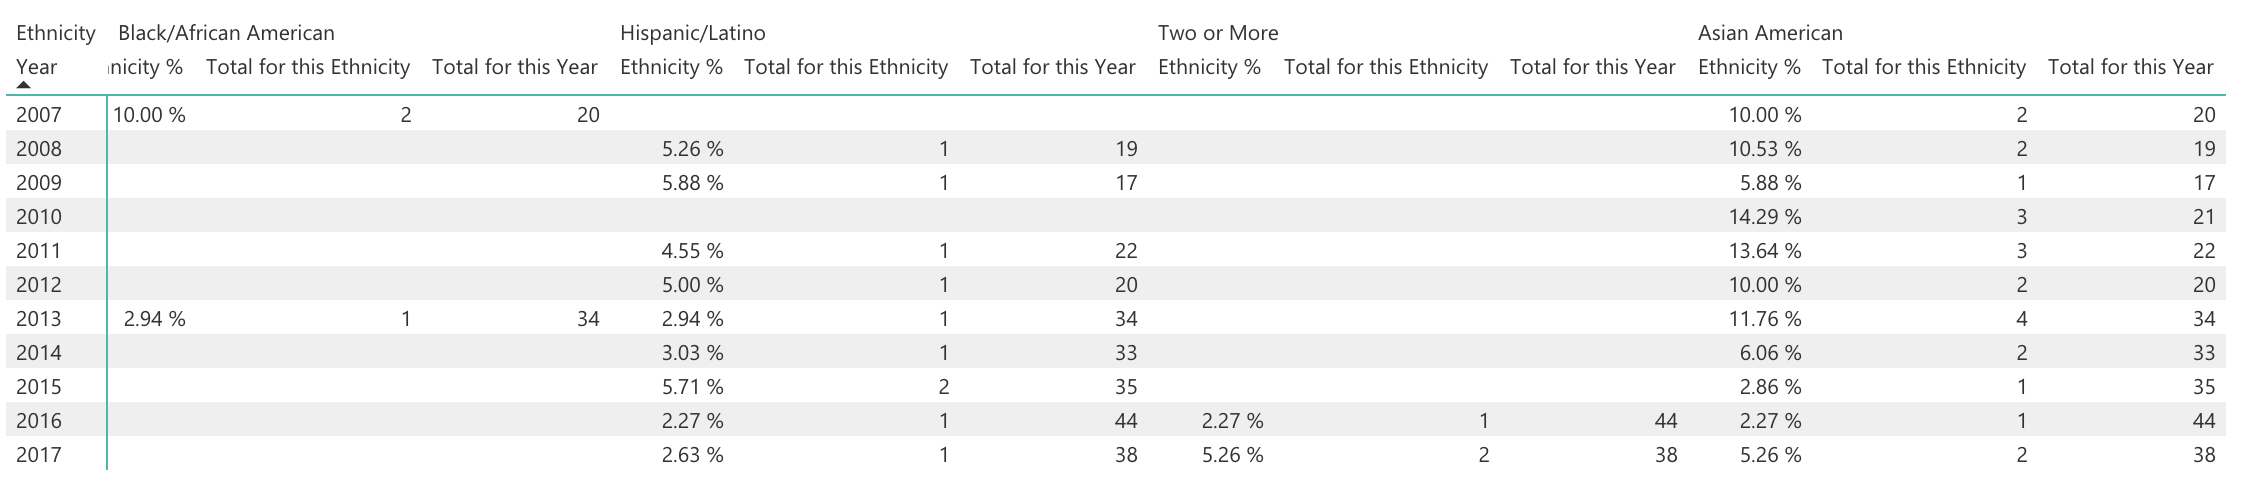 Ethnicity Black/African American Hispanic/Latino Two or More Asian American
Year nicity % Total for this Ethnicity Total for this Year Ethnicity % Total for this Ethnicity Total for this Year Ethnicity % Total for this Ethnicity Total for this Year Ethnicity % Total for this Ethnicity Total for this Year
2007 10.00 % 2 20 10.00 % 2 20
2008 5.26 % 1 19 10.53 % 2 19
2009 5.88 % 1 17 5.88 % 1 17
2010 14.29 % 3 21
2011 4.55 % 1 22 13.64 % 3 22
2012 5.00 % 1 20 10.00 % 2 20
2013 2.94 % 1 34 2.94 % 1 34 11.76 % 4 34
2014 3.03 % 1 33 6.06 % 2 33
2015 5.71 % 2 35 2.86 % 1 35
2016 2.27 % 1 44 2.27 % 1 44 2.27 % 1 44
2017 2.63 % 1 38 5.26 % 2 38 5.26 % 2 38